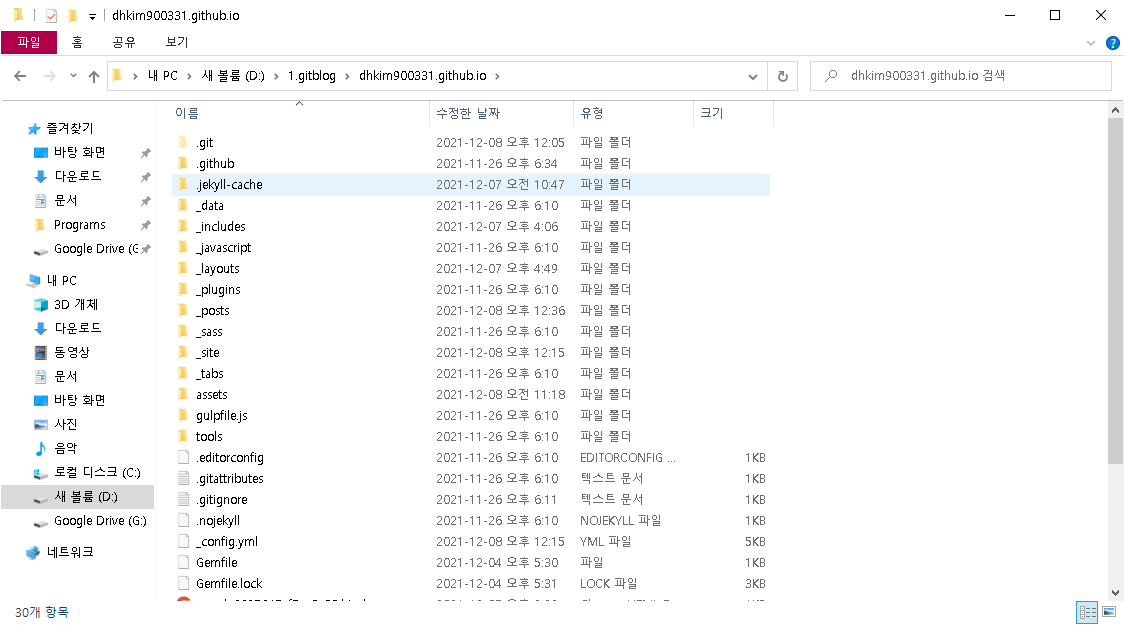 dhkim900331.github.io
파일 홈 공유 보기
내 PC 새 볼륨 (D:) 1.gitblog dhkim900331.github.io
dhkim900331.github.io 검색
즐겨찾기
바탕 화면
다운로드
문서
Programs
Google Drive (G
내 PC
3D 개체
다운로드
동영상
문서
바탕 화면
사진
음악
로컬 디스크 (C:)
새 볼륨 (D:)
Google Drive (G:)
네트워크
이름 수정한 날짜 유형 크기
.git 2021-12-08 오후 12:05 파일 폴더
.github 2021-11-26 오후 6:34 파일 폴더
.jekyll-cache 2021-12-07 오전 10:47 파일 폴더
_data 2021-11-26 오후 6:10 파일 폴더
_includes 2021-12-07 오후 4:06 파일 폴더
_javascript 2021-11-26 오후 6:10 파일 폴더
_layouts 2021-12-07 오후 4:49 파일 폴더
_plugins 2021-11-26 오후 6:10 파일 폴더
_posts 2021-12-08 오후 12:36 파일 폴더
_sass 2021-11-26 오후 6:10 파일 폴더
_site 2021-12-08 오후 12:15 파일 폴더
_tabs 2021-11-26 오후 6:10 파일 폴더
assets 2021-12-08 오전 11:18 파일 폴더
gulpfile.js 2021-11-26 오후 6:10 파일 폴더
tools 2021-11-26 오후 6:10 파일 폴더
.editorconfig 2021-11-26 오후 6:10 EDITORCONFIG ... 1KB
.gitattributes 2021-11-26 오후 6:10 텍스트 문서 1KB
.gitignore 2021-11-26 오후 6:11 텍스트 문서 1KB
.nojekyll 2021-11-26 오후 6:10 NOJEKYLL 파일 1KB
_config.yml 2021-12-08 오후 12:15 YML 파일 5KB
Gemfile 2021-12-04 오후 5:30 파일 1KB
Gemfile.lock 2021-12-04 오후 5:31 LOCK 파일 3KB
30개 항목